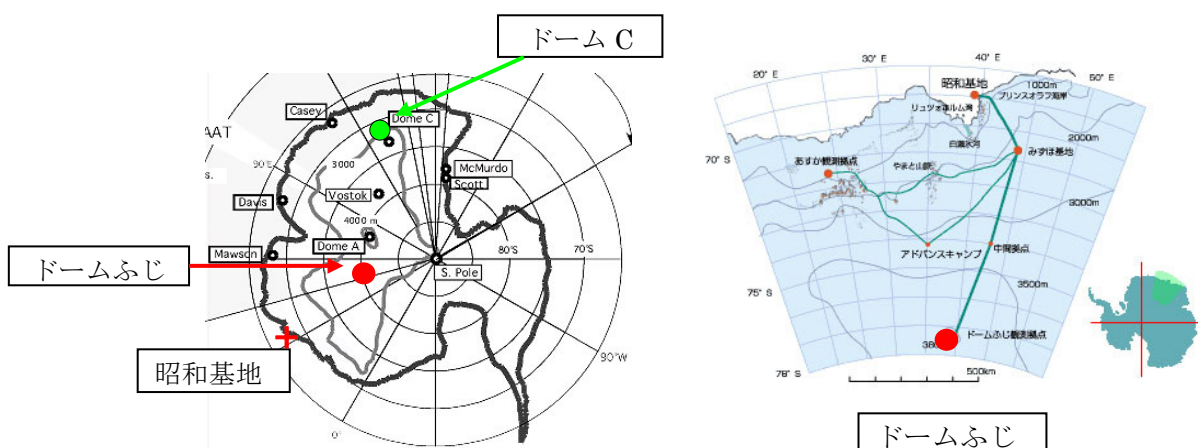 ドーム C
Casey
AAT
Dome C
90°E
3000
s.
McMurdo
Scott
Vostok
Davis
4000 m
Dome A
80°S
70°S
Mawson
ドームふじ
S. Pole
昭和基地
90°W
0°
20° E
30° E
40° E
50° E
昭和基地
1000m
プリンスオラフ海岸
リュツォホルム湾
白瀬氷河
2000m
70° S
みずほ基地
あすか観測拠点
やまと山脈
3000m
中間拠点
アドバンスキャンプ
3500m
75° S
ドームふじ観測拠点
78° S
500km
ドームふじ